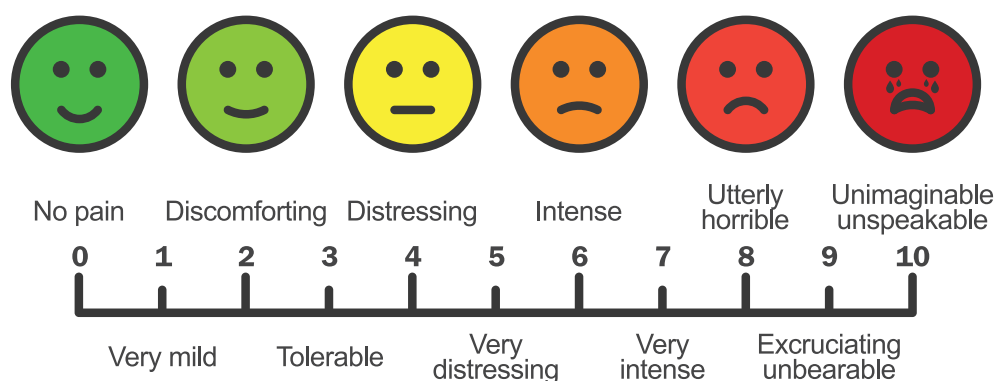 No pain
Discomforting
Distressing
Intense
Utterly
horrible
Unimaginable
unspeakable
0 1 2 3 4 5 6 7 8 9 10
Very mild
Tolerable
Very
distressing
Very
intense
Excruciating
unbearable